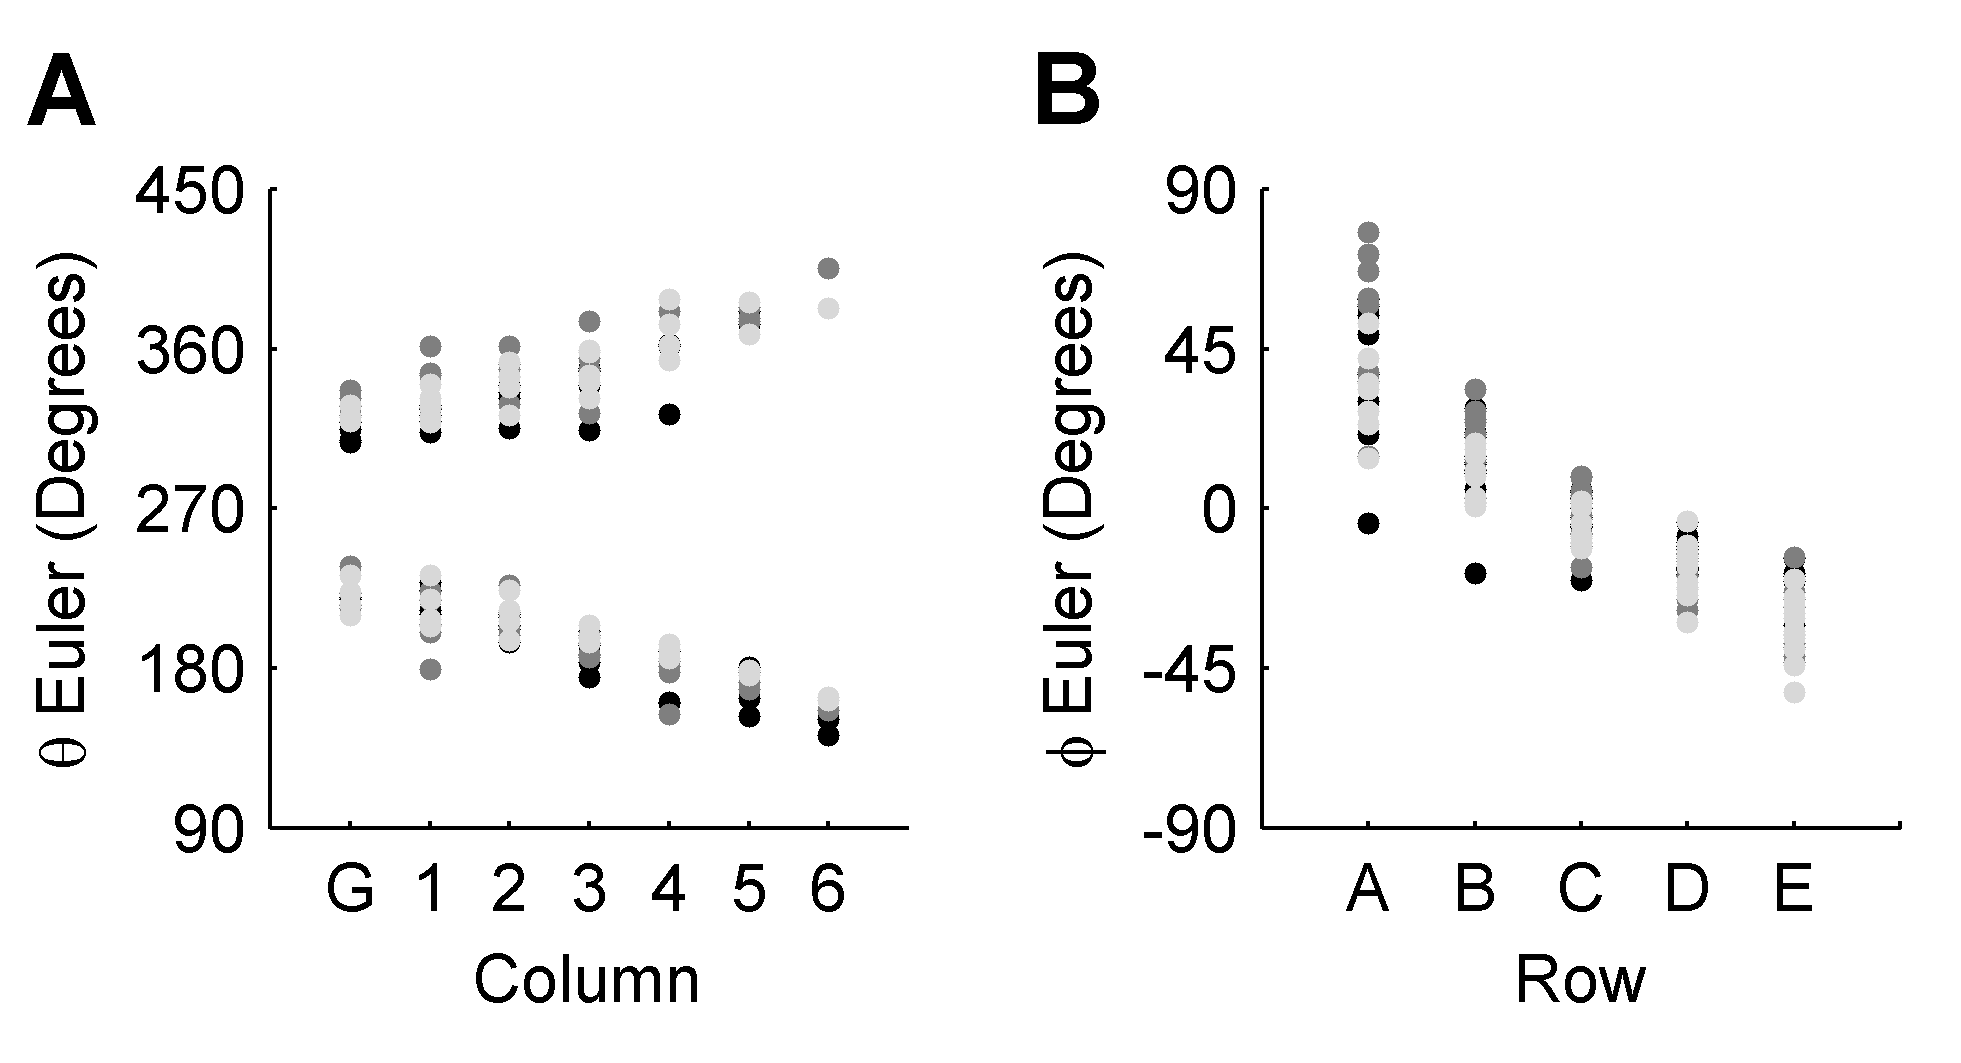 A
450
360
270
180
90
θ Euler (Degrees)
G 1 2 3 4 5 6
Column
B
90
45
0
-45
-90
ϕ Euler (Degrees)
A B C D E
Row